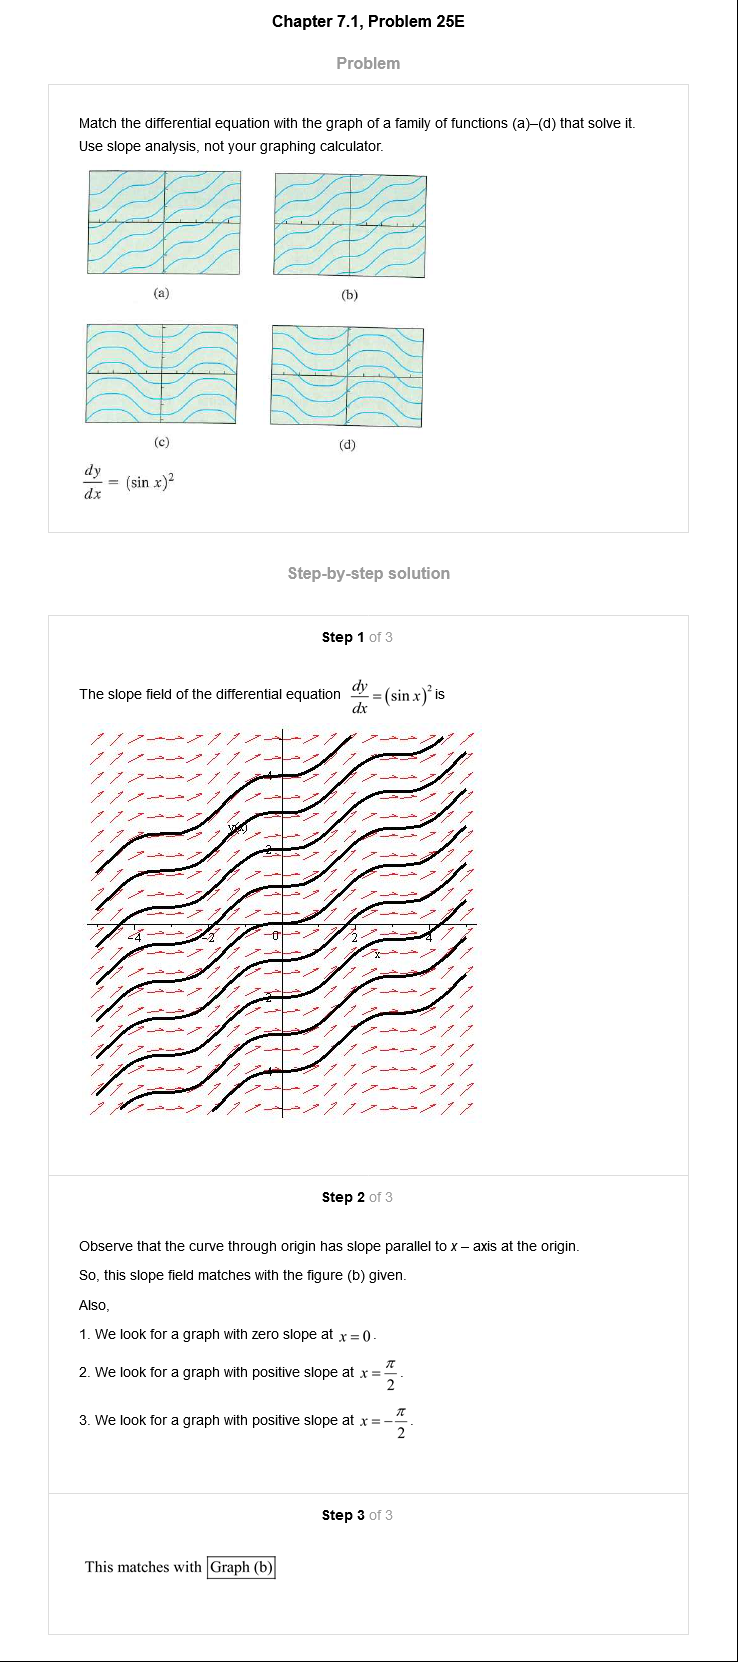 Chapter 7.1, Problem 25E
Problem
Match the differential equation with the graph of a family of functions (a)–(d) that solve it.
Use slope analysis, not your graphing calculator.
(a)
(b)
(c)
(d)
dy/dx = (sin x)²
Step-by-step solution
Step 1 of 3
The slope field of the differential equation dy/dx = (sin x)² is
4
y(x)
2
-4 -2 0 2 4
x
-2
-4
Step 2 of 3
Observe that the curve through origin has slope parallel to x – axis at the origin.
So, this slope field matches with the figure (b) given.
Also,
1. We look for a graph with zero slope at x = 0.
2. We look for a graph with positive slope at x = π/2.
3. We look for a graph with positive slope at x = −π/2.
Step 3 of 3
This matches with Graph (b)